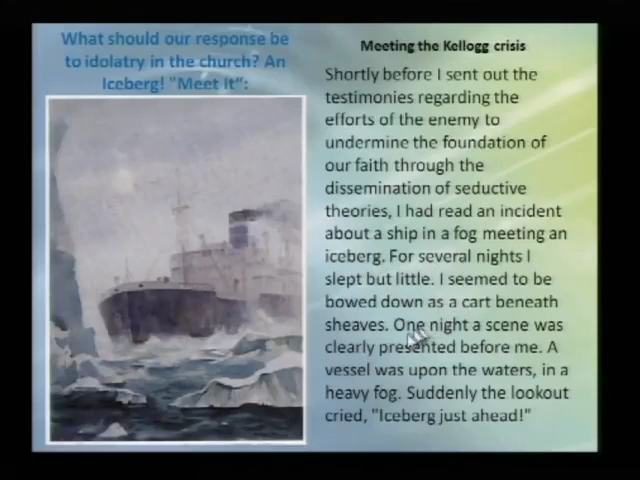 What should our response be
to idolatry in the church? An
Iceberg! "Meet it":
Meeting the Kellogg crisis
Shortly before I sent out the
testimonies regarding the
efforts of the enemy to
undermine the foundation of
our faith through the
dissemination of seductive
theories, I had read an incident
about a ship in a fog meeting an
iceberg. For several nights I
slept but little. I seemed to be
bowed down as a cart beneath
sheaves. One night a scene was
clearly presented before me. A
vessel was upon the waters, in a
heavy fog. Suddenly the lookout
cried, "Iceberg just ahead!"